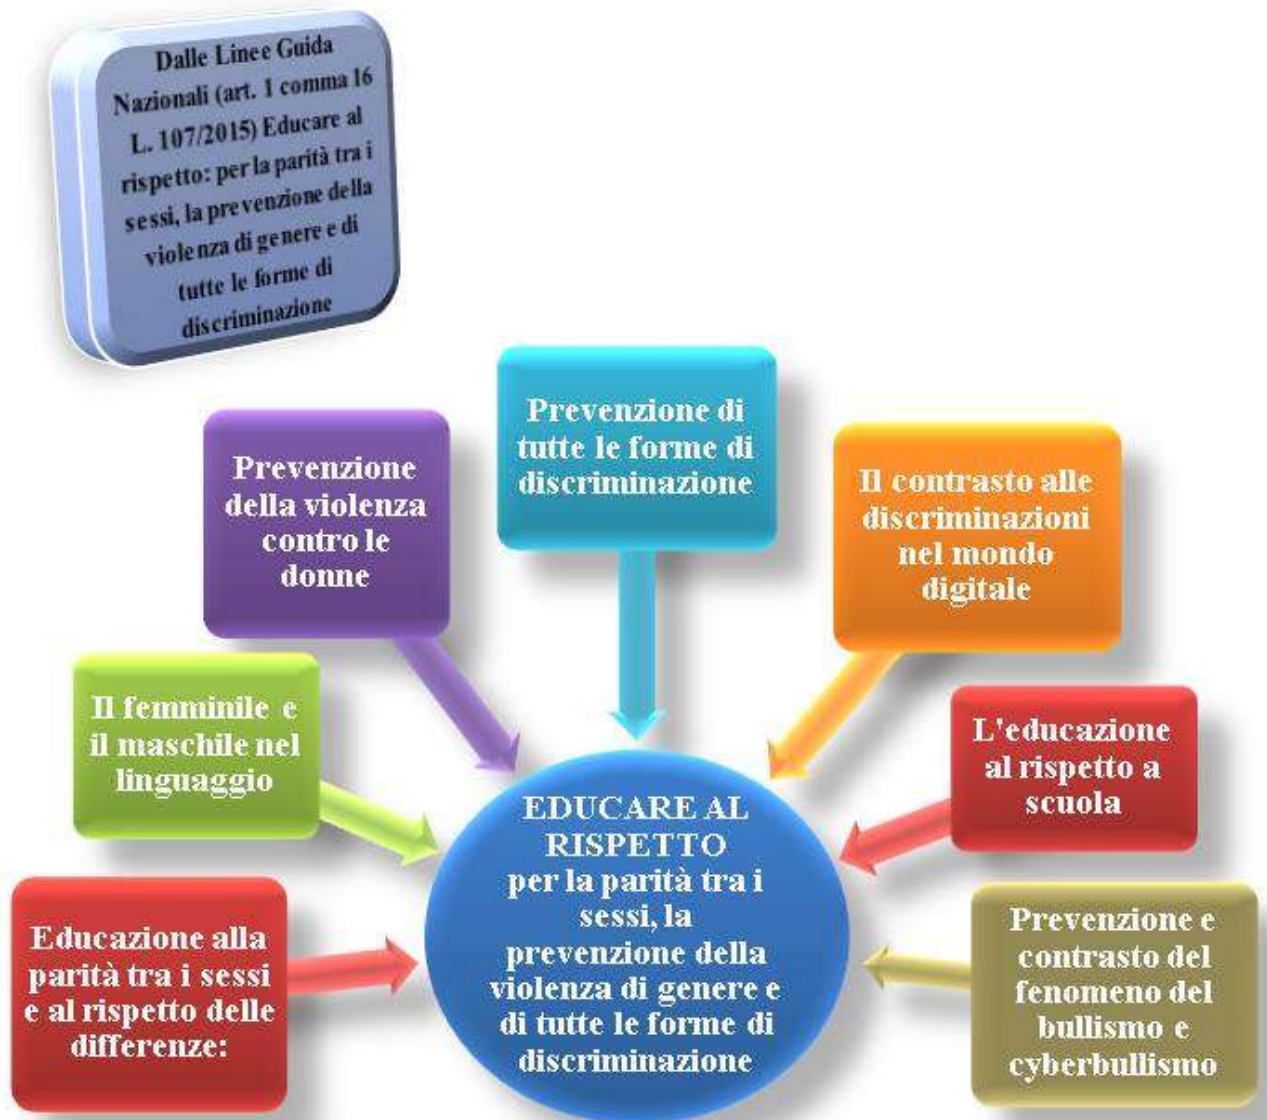 Dalle Linee Guida
Nazionali (art. 1 comma 16
L. 107/2015) Educare al
rispetto: per la parità tra i
sessi, la prevenzione della
violenza di genere e di
tutte le forme di
discriminazione
Prevenzione di
tutte le forme di
discriminazione
Prevenzione
della violenza
contro le
donne
Il contrasto alle
discriminazioni
nel mondo
digitale
Il femminile e
il maschile nel
linguaggio
L'educazione
al rispetto a
scuola
Educazione alla
parità tra i sessi
e al rispetto delle
differenze:
EDUCARE AL
RISPETTO
per la parità tra i
sessi, la
prevenzione della
violenza di genere e
di tutte le forme di
discriminazione
Prevenzione e
contrasto del
fenomeno del
bullismo e
cyberbullismo